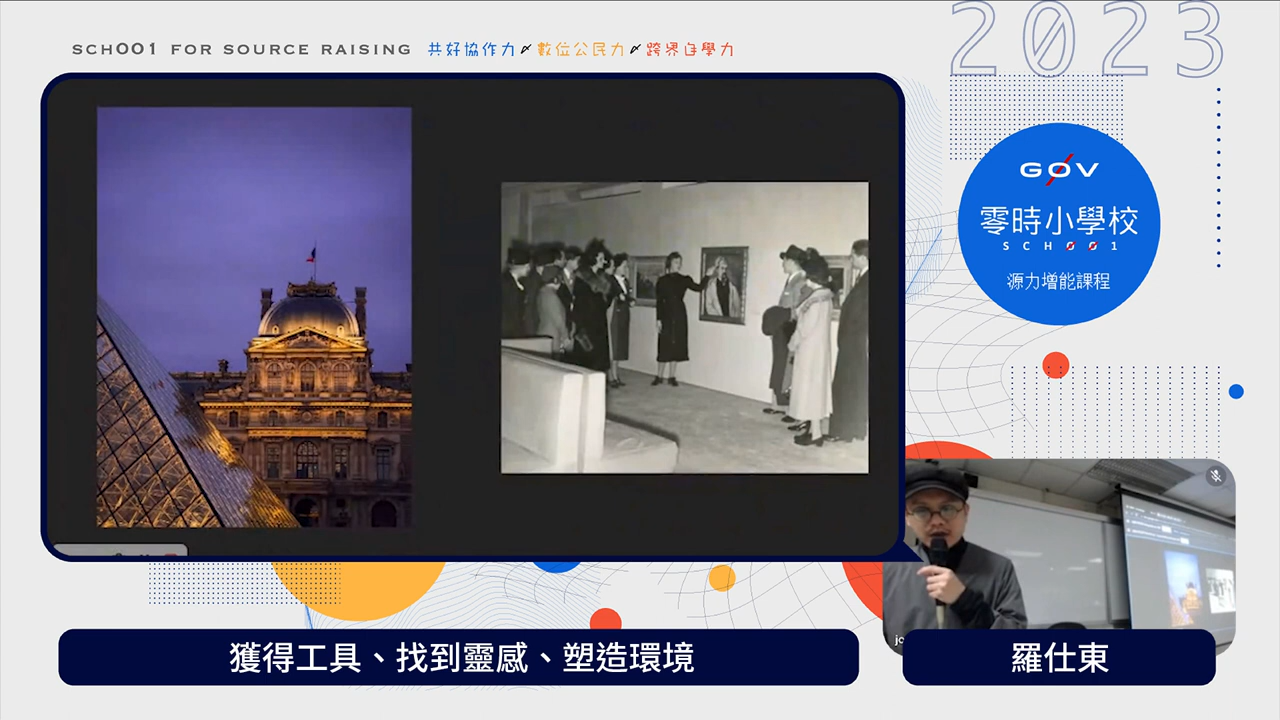 SCH001 FOR SOURCE RAISING 共好協作力 數位公民力 跨界自學力
2023
G0V
零時小學校
SCH001
源力增能課程
獲得工具、找到靈感、塑造環境
羅仕東